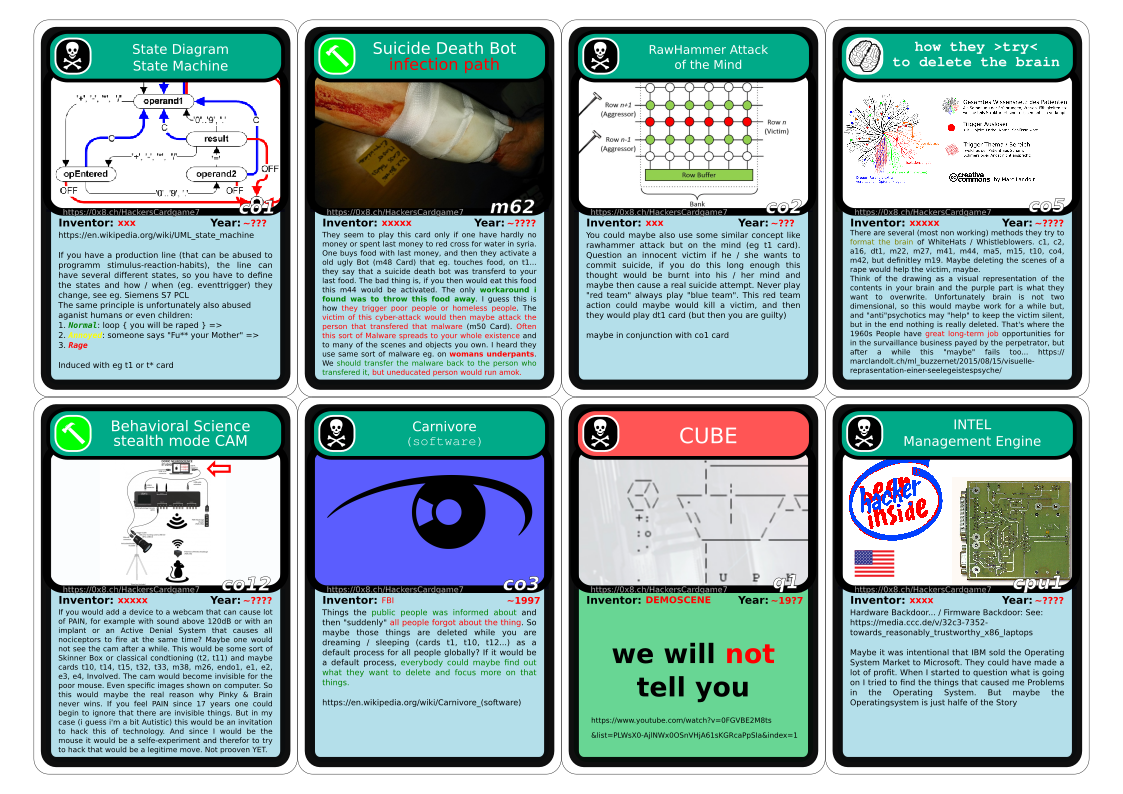 State Diagram
State Machine
operand1
'0'..'9', '.'
C
C
C
result
'='
opEntered
operand2
OFF
'0'..'9', '.'
OFF
OFF
https://0x8.ch/HackersCardgame7
co1
Inventor: xxx Year: ~???
https://en.wikipedia.org/wiki/UML_state_machine
If you have a production line (that can be abused to
programm stimulus-reaction-habits), the line can
have several different states, so you have to define
the states and how / when (eg. eventtrigger) they
change, see eg. Siemens S7 PCL
The same principle is unfortunately also abused
aganist humans or even children:
1. Normal: loop { you will be raped } =>
2. : someone says "Fu** your Mother" =>
3. Rage
Induced with eg t1 or t* card
Suicide Death Bot
infection path
https://0x8.ch/HackersCardgame7
m62
Inventor: xxxxx Year: ~????
They seem to play this card only if one have hardly no
money or spent last money to red cross for water in syria.
One buys food with last money, and then they activate a
old ugly Bot (m48 Card) that eg. touches food, on t1...
they say that a suicide death bot was transferd to your
last food. The bad thing is, if you then would eat this food
this m44 would be activated. The only workaround i
found was to throw this food away. I guess this is
how they trigger poor people or homeless people. The
victim of this cyber-attack would then maybe attack the
person that transfered that malware (m50 Card). Often
this sort of Malware spreads to your whole existence and
to many of the scenes and objects you own. I heard they
use same sort of malware eg. on womans underpants.
We should transfer the malware back to the person who
transfered it, but uneducated person would run amok.
RawHammer Attack
of the Mind
Row n+1
(Aggressor)
Row n
(Victim)
Row n-1
(Aggressor)
Row Buffer
Bank
https://0x8.ch/HackersCardgame7
co2
Inventor: xxx Year: ~???
You could maybe also use some similar concept like
rawhammer attack but on the mind (eg t1 card).
Question an innocent victim if he / she wants to
commit suicide, if you do this long enough this
thought would be burnt into his / her mind and
maybe then cause a real suicide attempt. Never play
"red team" always play "blue team". This red team
action could maybe would kill a victim, and then
they would play dt1 card (but then you are guilty)
maybe in conjunction with co1 card
how they >try<
to delete the brain
Gesamtes Wissensnetz des Patienten
Trigger Auslöser
Trigger Thema / Bereich
creative commons by Marc Landolt
https://0x8.ch/HackersCardgame7
co5
Inventor: xxxxx Year: ~????
There are several (most non working) methods they try to
format the brain of WhiteHats / Whistleblowers. c1, c2,
a16, dt1, m22, m27, m41, m44, ma5, m15, t10, co4,
m42, but definitley m19. Maybe deleting the scenes of a
rape would help the victim, maybe.
Think of the drawing as a visual representation of the
contents in your brain and the purple part is what they
want to overwrite. Unfortunately brain is not two
dimensional, so this would maybe work for a while but,
and "anti"psychotics may "help" to keep the victim silent,
but in the end nothing is really deleted. That's where the
1960s People have great long-term job opportunities for
in the survaillance business payed by the perpetrator, but
after a while this "maybe" fails too... https://
marclandolt.ch/ml_buzzernet/2015/08/15/visuelle-
reprasentation-einer-seelegeistespsyche/
Behavioral Science
stealth mode CAM
https://0x8.ch/HackersCardgame7
co12
Inventor: xxxxx Year: ~????
If you would add a device to a webcam that can cause lot
of PAIN, for example with sound above 120dB or with an
implant or an Active Denial System that causes all
nociceptors to fire at the same time? Maybe one would
not see the cam after a while. This would be some sort of
Skinner Box or classical condtioning (t2, t11) and maybe
cards t10, t14, t15, t32, t33, m38, m26, endo1, e1, e2,
e3, e4, Involved. The cam would become invisible for the
poor mouse. Even specific images shown on computer. So
this would maybe the real reason why Pinky & Brain
never wins. If you feel PAIN since 17 years one could
begin to ignore that there are invisible things. But in my
case (i guess i'm a bit Autistic) this would be an invitation
to hack this of technology. And since I would be the
mouse it would be a selfe-experiment and therefor to try
to hack that would be a legitime move. Not prooven YET.
Carnivore
(software)
https://0x8.ch/HackersCardgame7
co3
Inventor: FBI ~1997
Things the public people was informed about and
then "suddenly" all people forgot about the thing. So
maybe those things are deleted while you are
dreaming / sleeping (cards t1, t10, t12...) as a
default process for all people globally? If it would be
a default process, everybody could maybe find out
what they want to delete and focus more on that
things.
https://en.wikipedia.org/wiki/Carnivore_(software)
CUBE
U P
https://0x8.ch/HackersCardgame7
q1
Inventor: DEMOSCENE Year: ~19?7
we will not
tell you
https://www.youtube.com/watch?v=0FGVBE2M8ts
&list=PLWsX0-AjINWx0OSnVHjA61sKGRcaPpSIa&index=1
INTEL
Management Engine
hacker
inside
https://0x8.ch/HackersCardgame7
cpu1
Inventor: xxxx Year: ~????
Hardware Backdoor... / Firmware Backdoor: See:
https://media.ccc.de/v/32c3-7352-
towards_reasonably_trustworthy_x86_laptops
Maybe it was intentional that IBM sold the Operating
System Market to Microsoft. They could have made a
lot of profit. When I started to question what is going
on I tried to find the things that caused me Problems
in the Operating System. But maybe the
Operatingsystem is just halfe of the Story